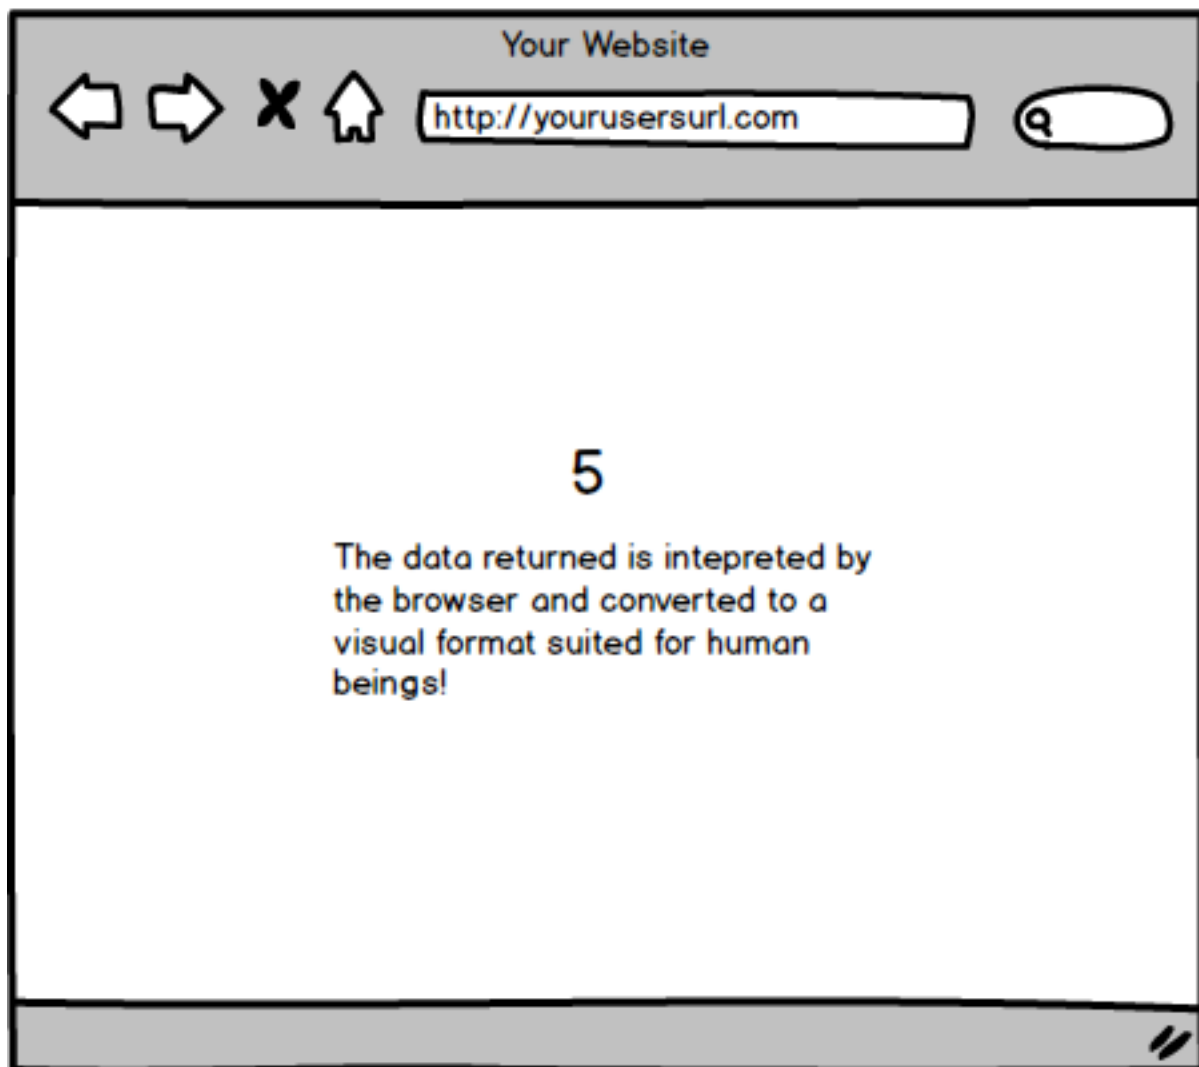 Your Website
http://yourusersurl.com
5
The data returned is intepreted by
the browser and converted to a
visual format suited for human
beings!